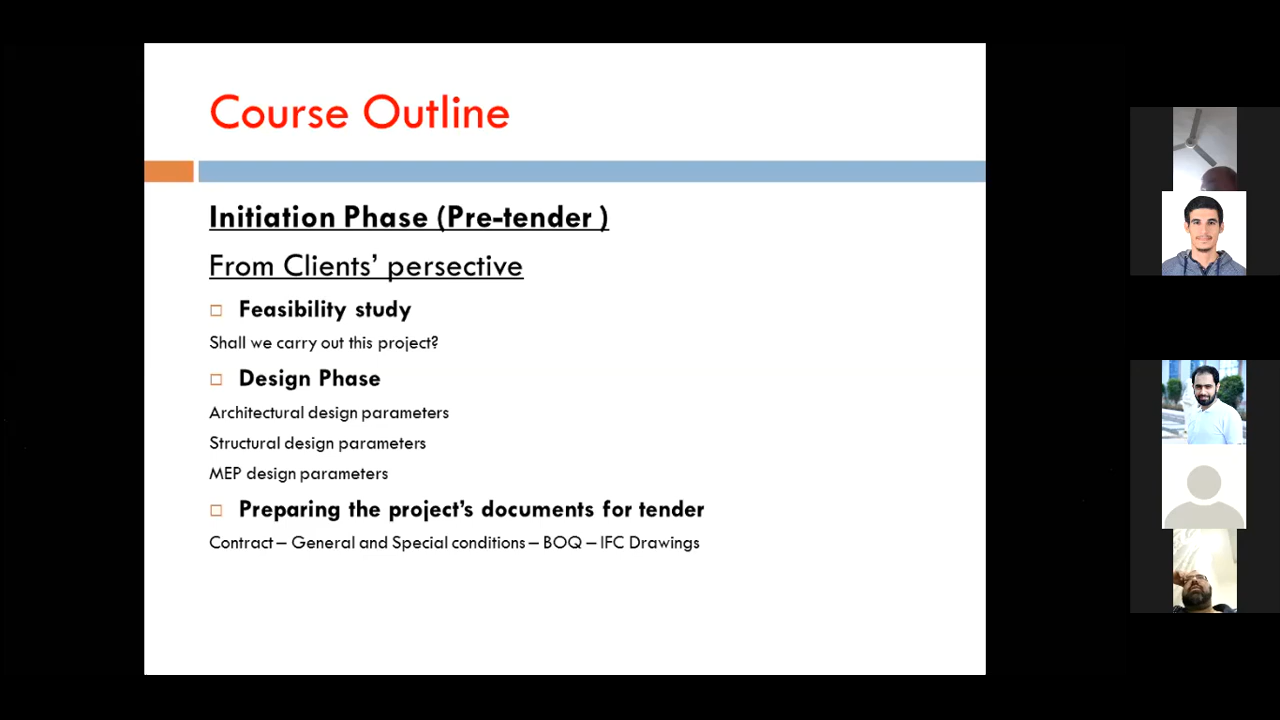 Course Outline
Initiation Phase (Pre-tender )
From Clients’ persective
Feasibility study
Shall we carry out this project?
Design Phase
Architectural design parameters
Structural design parameters
MEP design parameters
Preparing the project’s documents for tender
Contract – General and Special conditions – BOQ – IFC Drawings